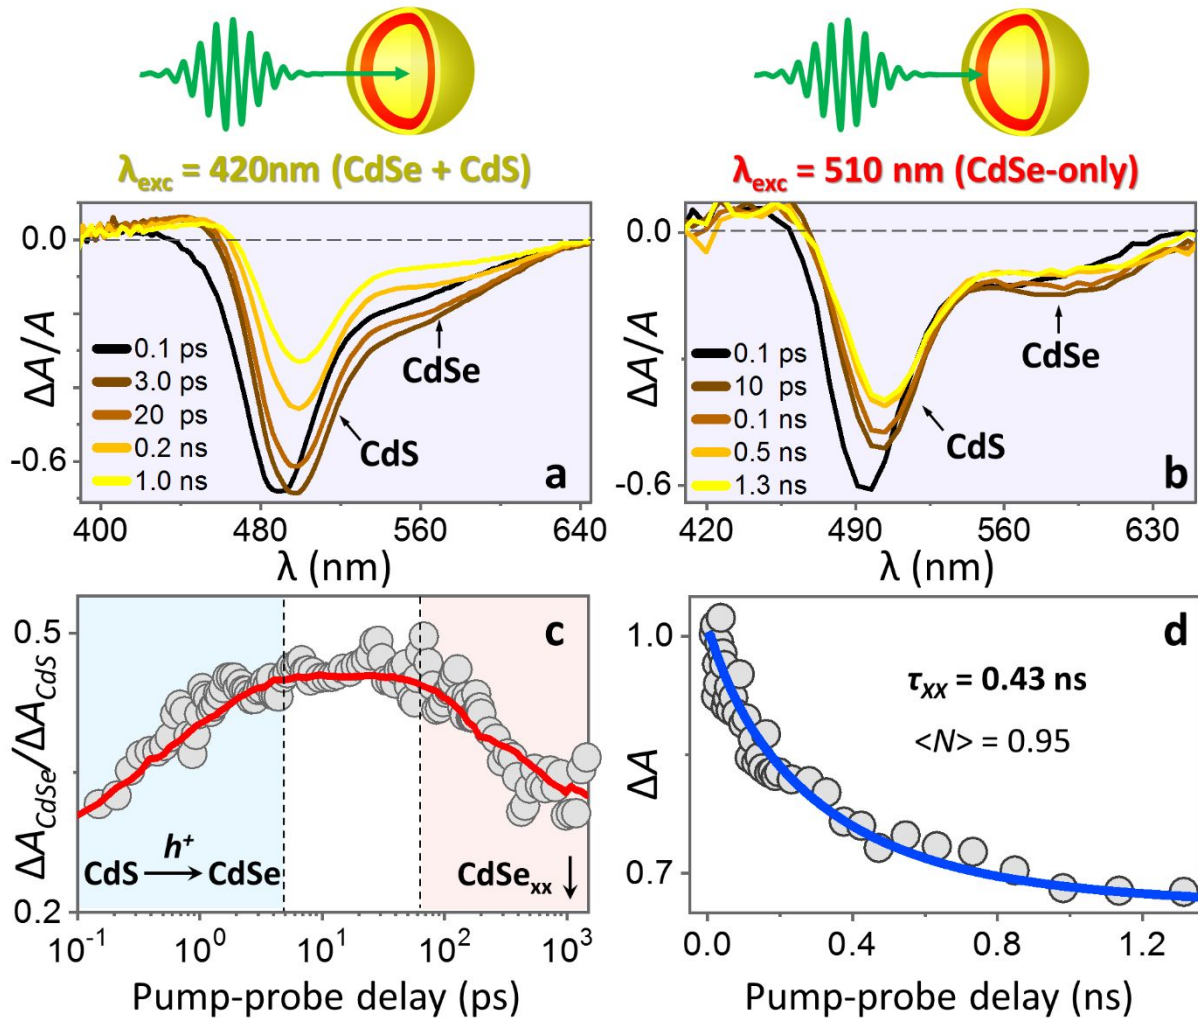 λexc = 420nm (CdSe + CdS)
λexc = 510 nm (CdSe-only)
0.0
-0.6
ΔA/A
0.1 ps
3.0 ps
20 ps
0.2 ns
1.0 ns
CdSe
CdS
a
400
480
560
640
λ (nm)
0.0
-0.6
ΔA/A
0.1 ps
10 ps
0.1 ns
0.5 ns
1.3 ns
CdSe
CdS
b
420
490
560
630
λ (nm)
0.5
0.2
ΔACdSe/ΔACdS
c
h+
CdS → CdSe
CdSexx ↓
10-1
100
101
102
103
Pump-probe delay (ps)
1.0
0.7
ΔA
d
τxx = 0.43 ns
<N> = 0.95
0.0
0.4
0.8
1.2
Pump-probe delay (ns)